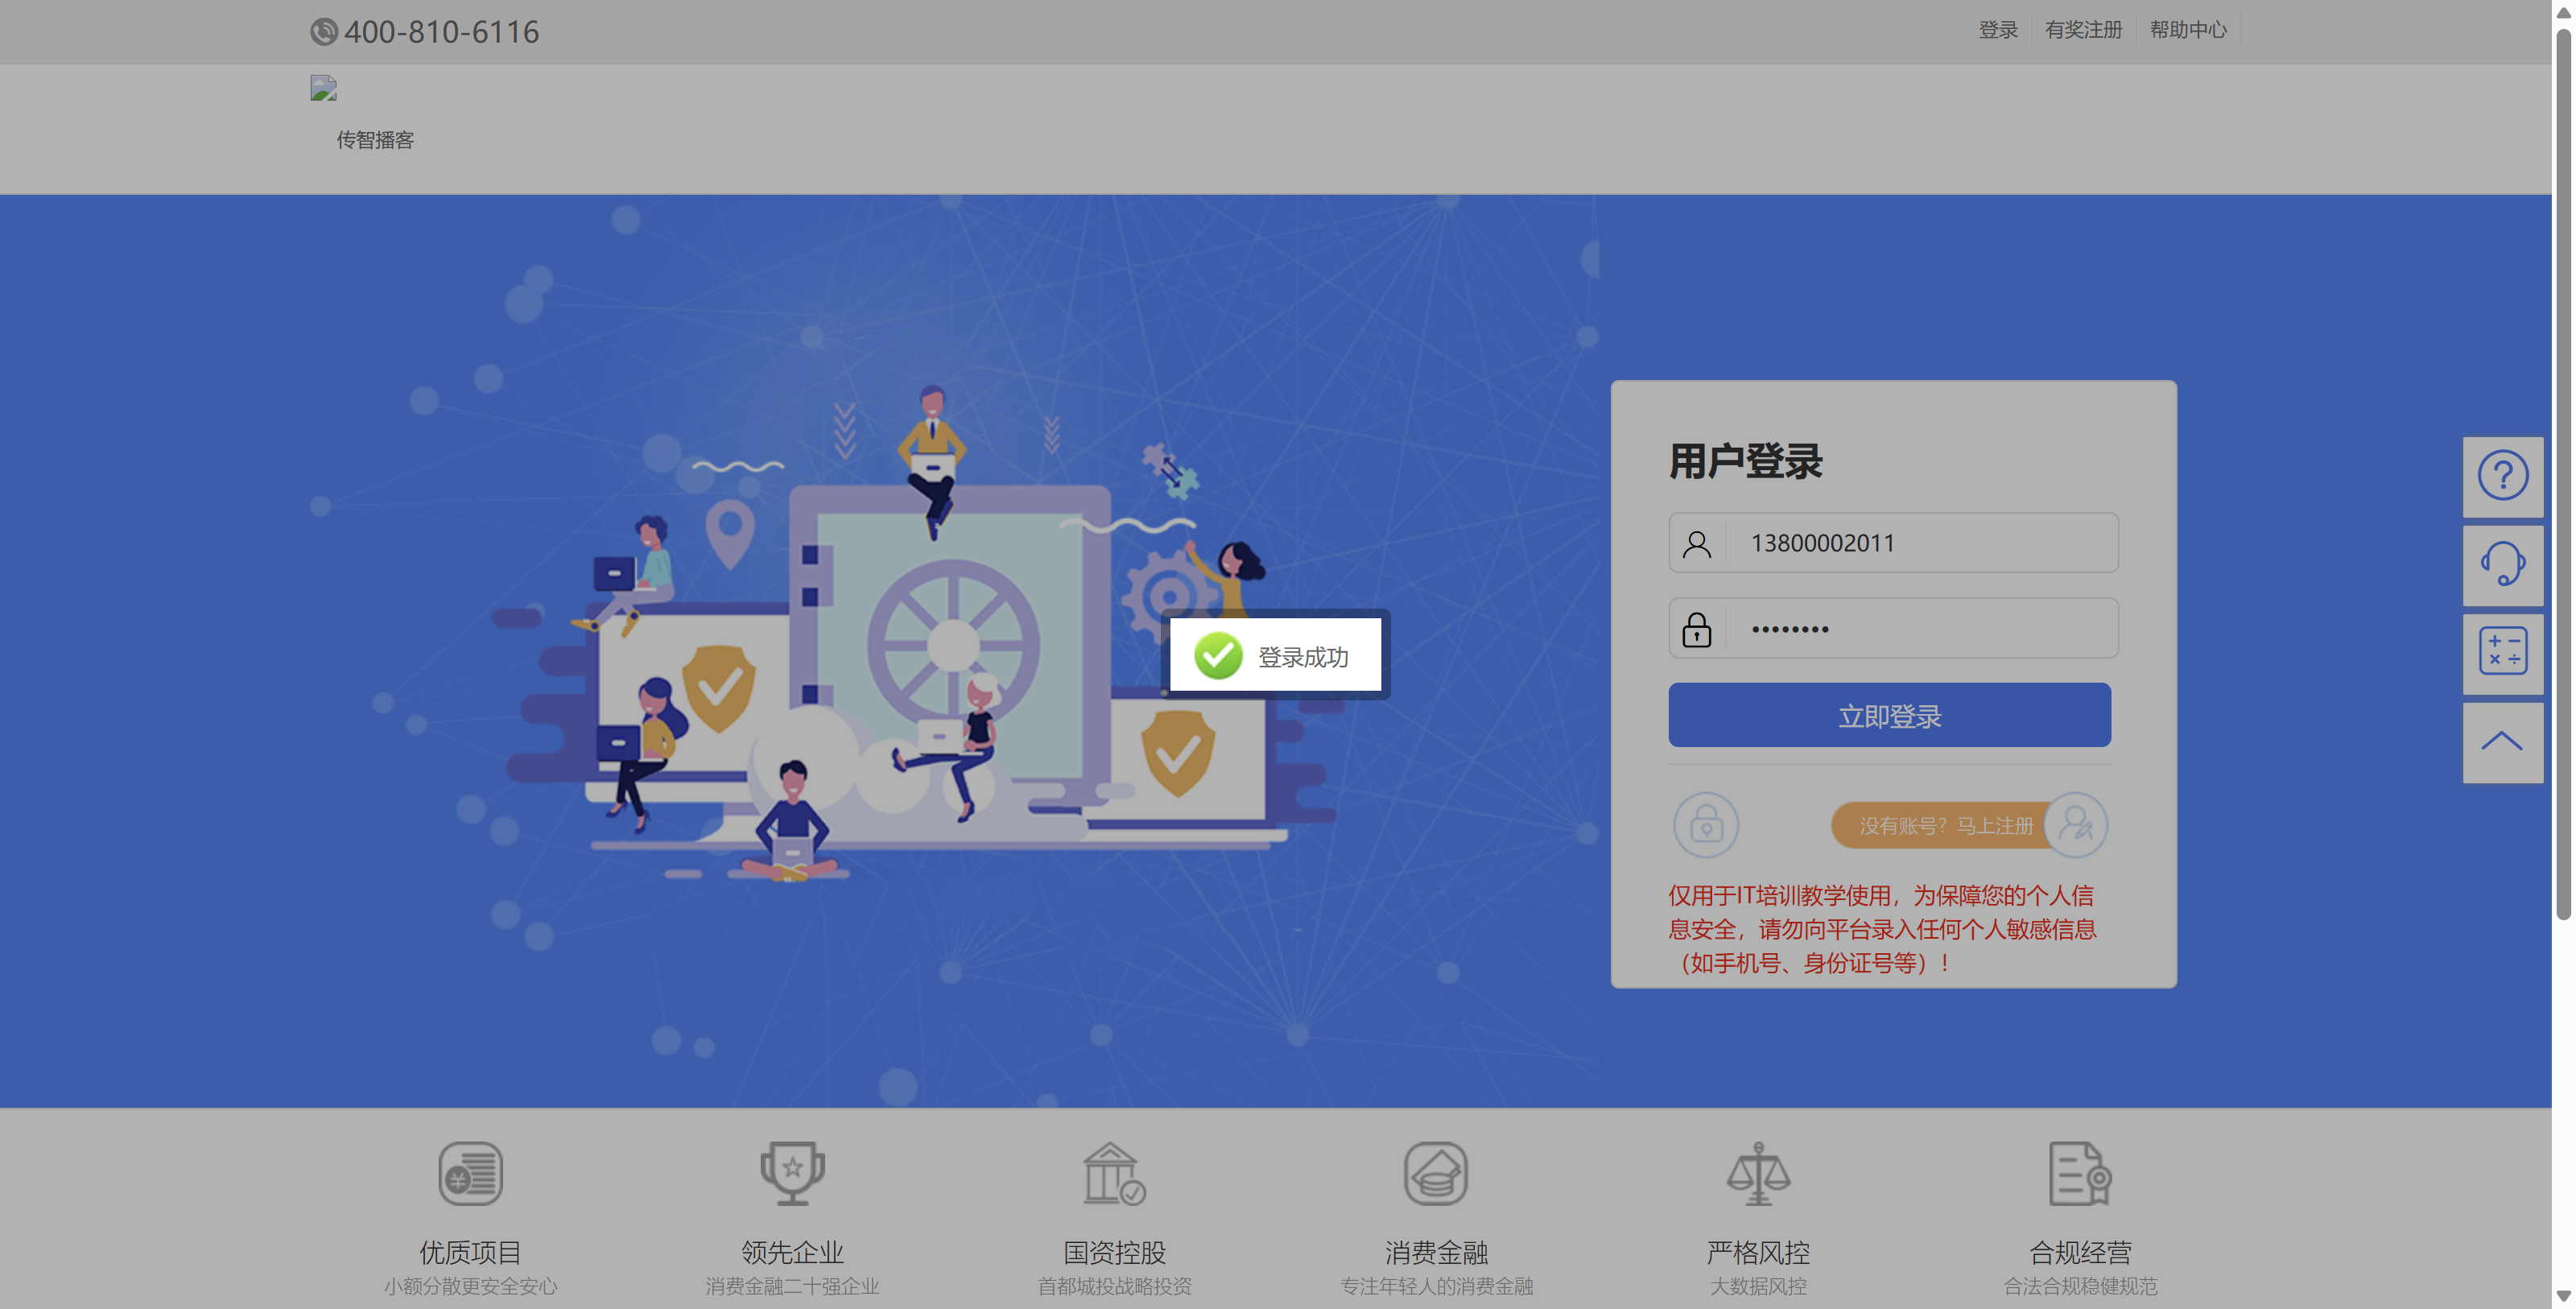 400-810-6116
登录
有奖注册
帮助中心
传智播客
用户登录
13800002011
••••••••
登录成功
立即登录
没有账号？马上注册
仅用于IT培训教学使用，为保障您的个人信
息安全，请勿向平台录入任何个人敏感信息
（如手机号、身份证号等）！
优质项目
小额分散更安全安心
领先企业
消费金融二十强企业
国资控股
首都城投战略投资
消费金融
专注年轻人的消费金融
严格风控
大数据风控
合规经营
合法合规稳健规范